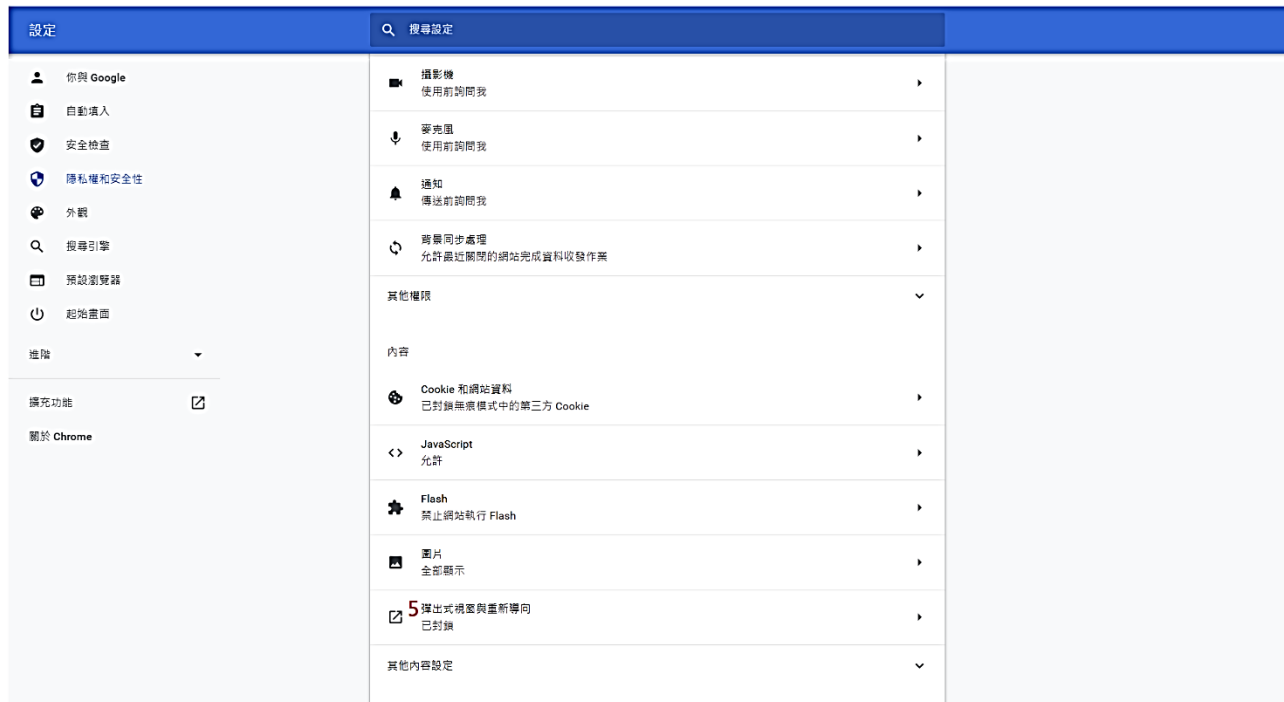 設定
搜尋設定
你與 Google
自動填入
安全檢查
隱私權和安全性
外觀
搜尋引擎
預設瀏覽器
起始畫面
進階
擴充功能
關於 Chrome
攝影機
使用前詢問我
麥克風
使用前詢問我
通知
傳送前詢問我
背景同步處理
允許最近關閉的網站完成資料收發作業
其他權限
內容
Cookie 和網站資料
已封鎖無痕模式中的第三方 Cookie
JavaScript
允許
Flash
禁止網站執行 Flash
圖片
全部顯示
5 彈出式視窗與重新導向
已封鎖
其他內容設定